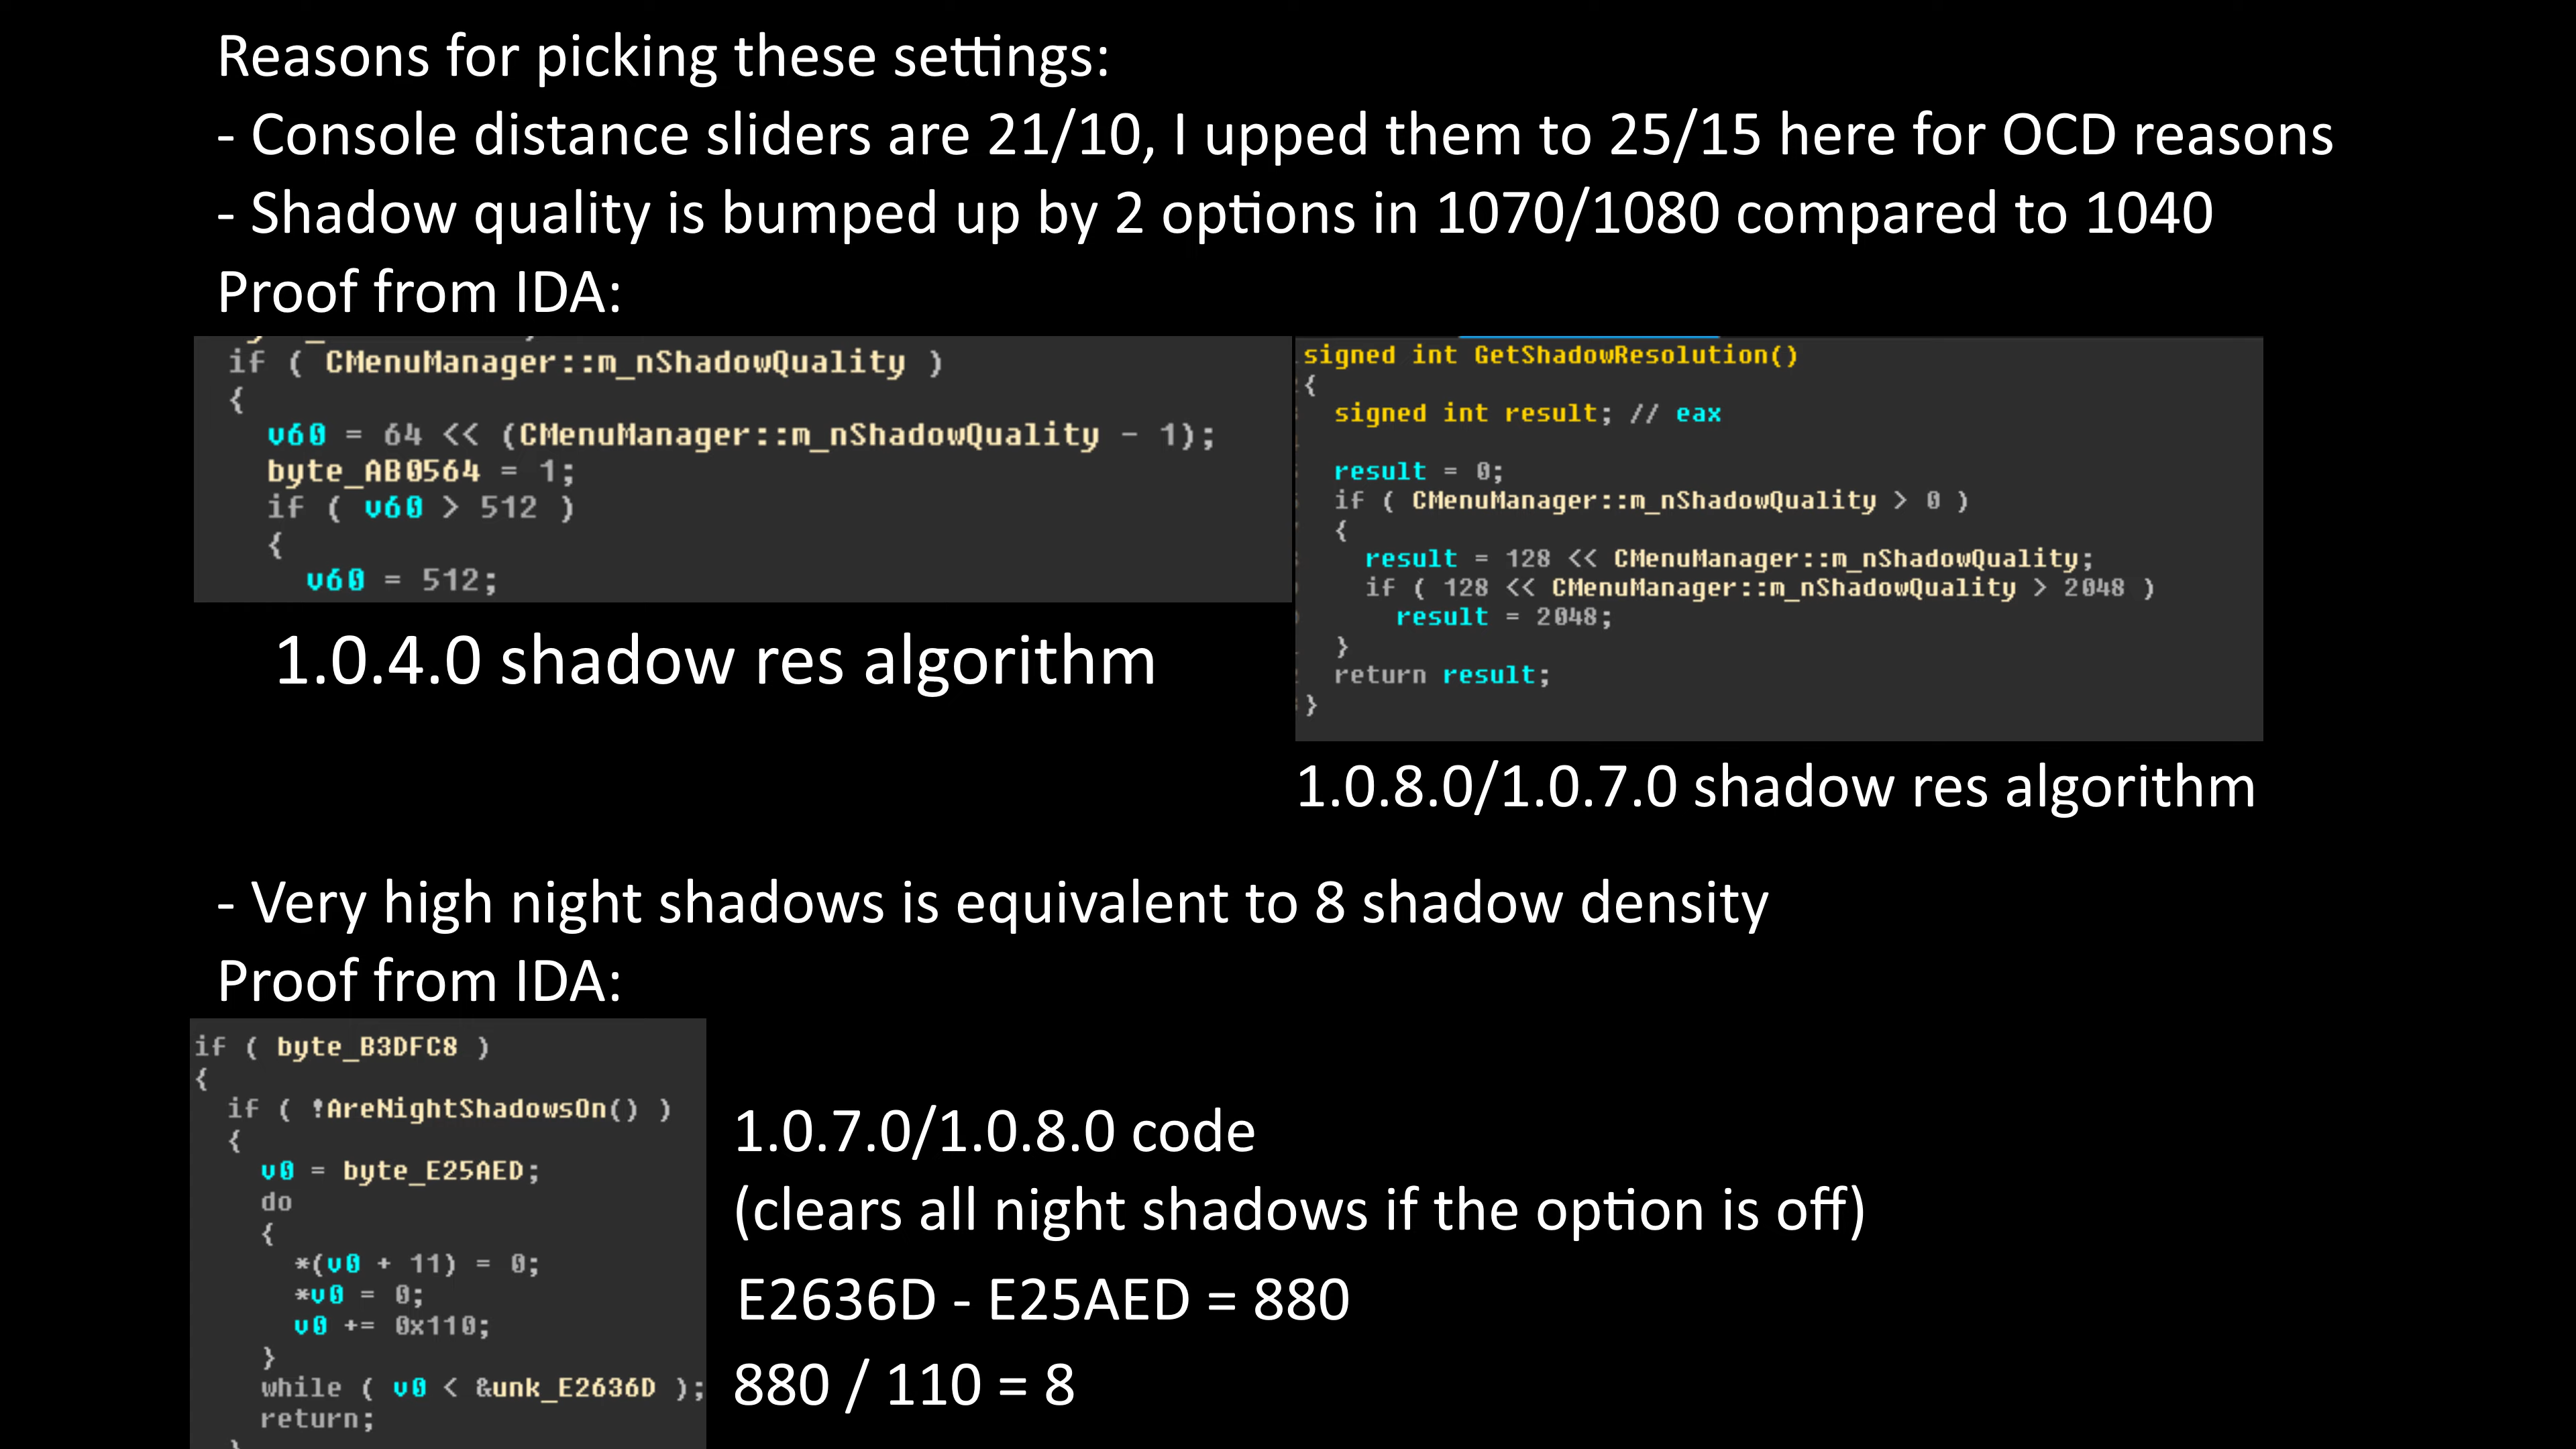 Reasons for picking these settings:
- Console distance sliders are 21/10, I upped them to 25/15 here for OCD reasons
- Shadow quality is bumped up by 2 options in 1070/1080 compared to 1040
Proof from IDA:
if ( CMenuManager::m_nShadowQuality )
{
v60 = 64 << (CMenuManager::m_nShadowQuality - 1);
byte_AB0564 = 1;
if ( v60 > 512 )
{
v60 = 512;
1.0.4.0 shadow res algorithm
signed int GetShadowResolution()
{
signed int result; // eax
result = 0;
if ( CMenuManager::m_nShadowQuality > 0 )
{
result = 128 << CMenuManager::m_nShadowQuality;
if ( 128 << CMenuManager::m_nShadowQuality > 2048 )
result = 2048;
}
return result;
}
1.0.8.0/1.0.7.0 shadow res algorithm
- Very high night shadows is equivalent to 8 shadow density
Proof from IDA:
if ( byte_B3DFC8 )
{
if ( !AreNightShadowsOn() )
{
v0 = byte_E25AED;
do
{
*(v0 + 11) = 0;
*v0 = 0;
v0 += 0x110;
}
while ( v0 < &unk_E2636D );
return;
1.0.7.0/1.0.8.0 code
(clears all night shadows if the option is off)
E2636D - E25AED = 880
880 / 110 = 8